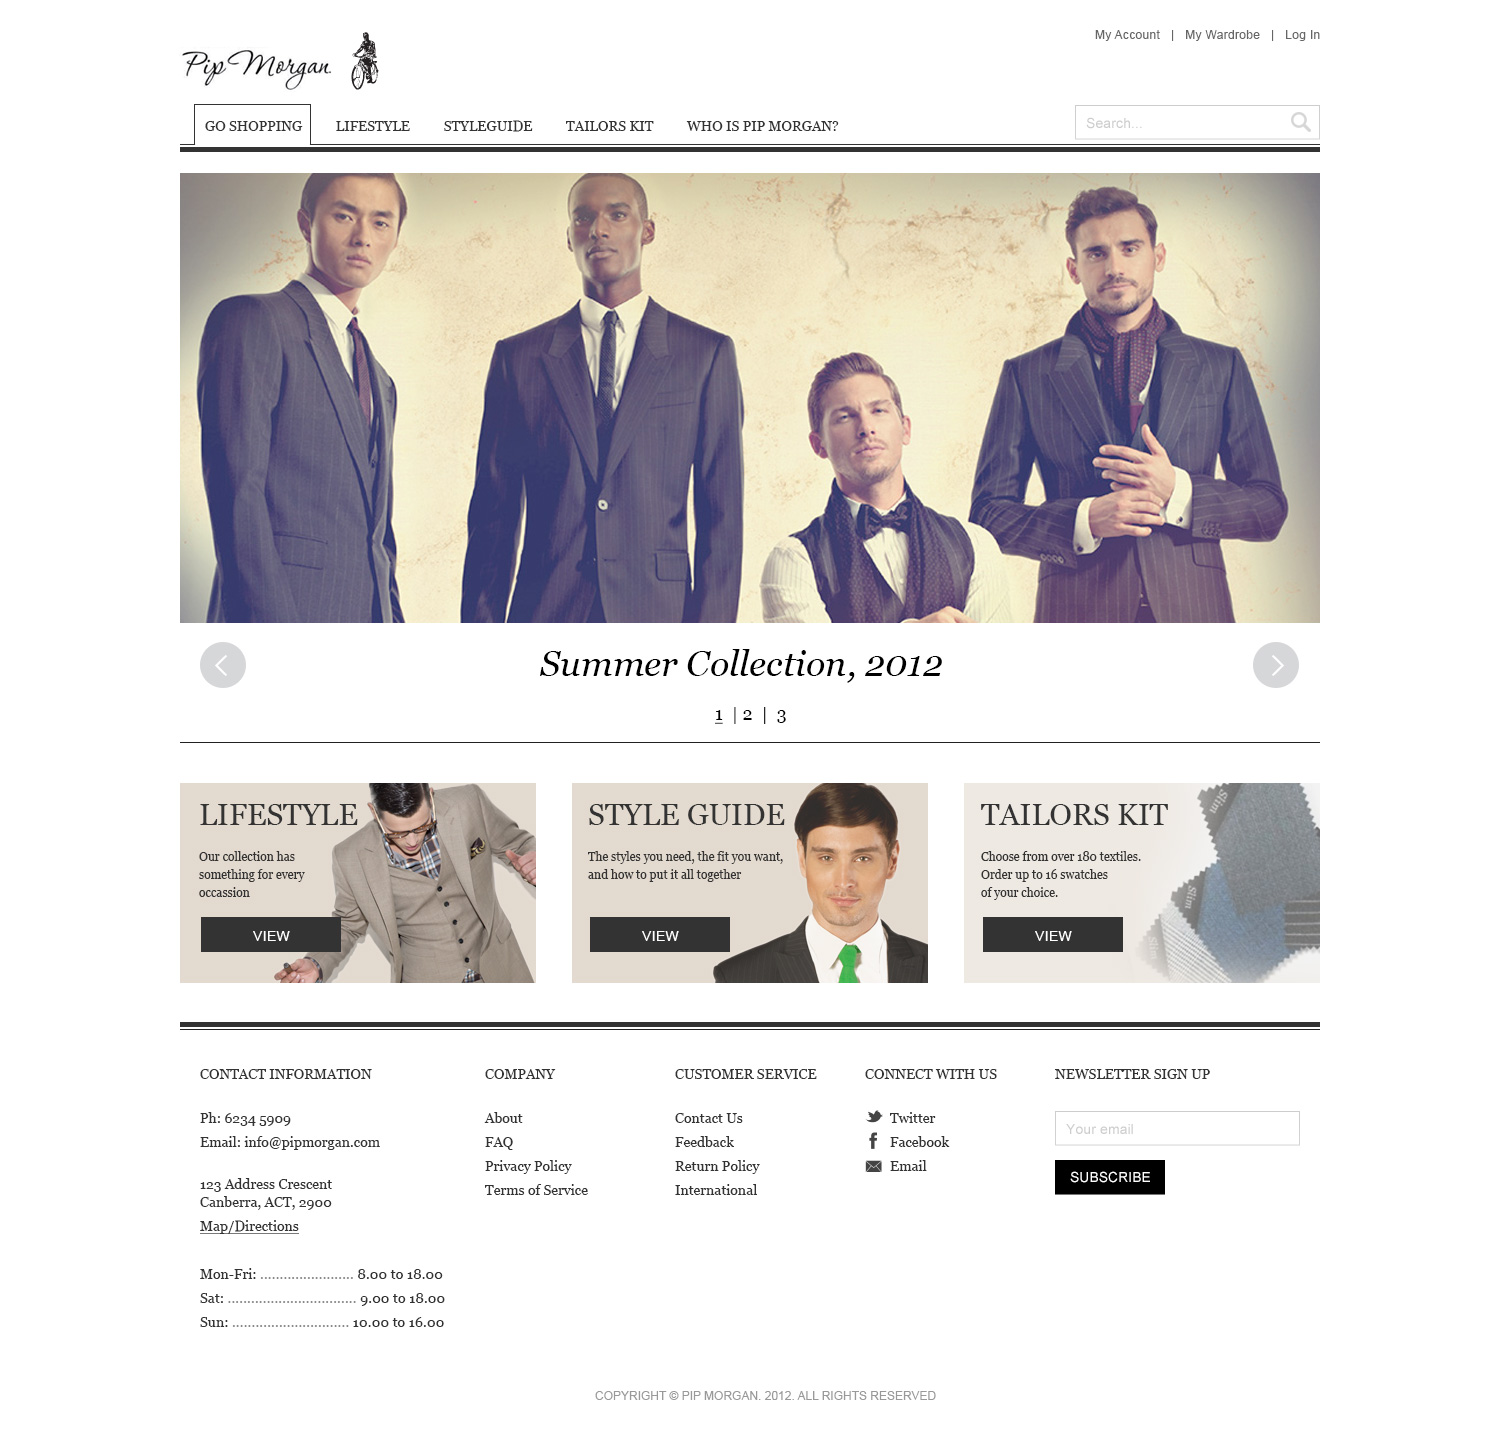 My Account | My Wardrobe | Log In
Pip Morgan
GO SHOPPING LIFESTYLE STYLEGUIDE TAILORS KIT WHO IS PIP MORGAN?
Search...
Summer Collection, 2012
1 | 2 | 3
LIFESTYLE
Our collection has
something for every
occassion
VIEW
STYLE GUIDE
The styles you need, the fit you want,
and how to put it all together
VIEW
TAILORS KIT
Choose from over 180 textiles.
Order up to 16 swatches
of your choice.
VIEW
Slim
Slim
slim
CONTACT INFORMATION
Ph: 6234 5909
Email: info@pipmorgan.com
123 Address Crescent
Canberra, ACT, 2900
Map/Directions
Mon-Fri: ........................ 8.00 to 18.00
Sat: ................................. 9.00 to 18.00
Sun: .............................. 10.00 to 16.00
COMPANY
About
FAQ
Privacy Policy
Terms of Service
CUSTOMER SERVICE
Contact Us
Feedback
Return Policy
International
CONNECT WITH US
Twitter
Facebook
Email
NEWSLETTER SIGN UP
Your email
SUBSCRIBE
COPYRIGHT © PIP MORGAN. 2012. ALL RIGHTS RESERVED